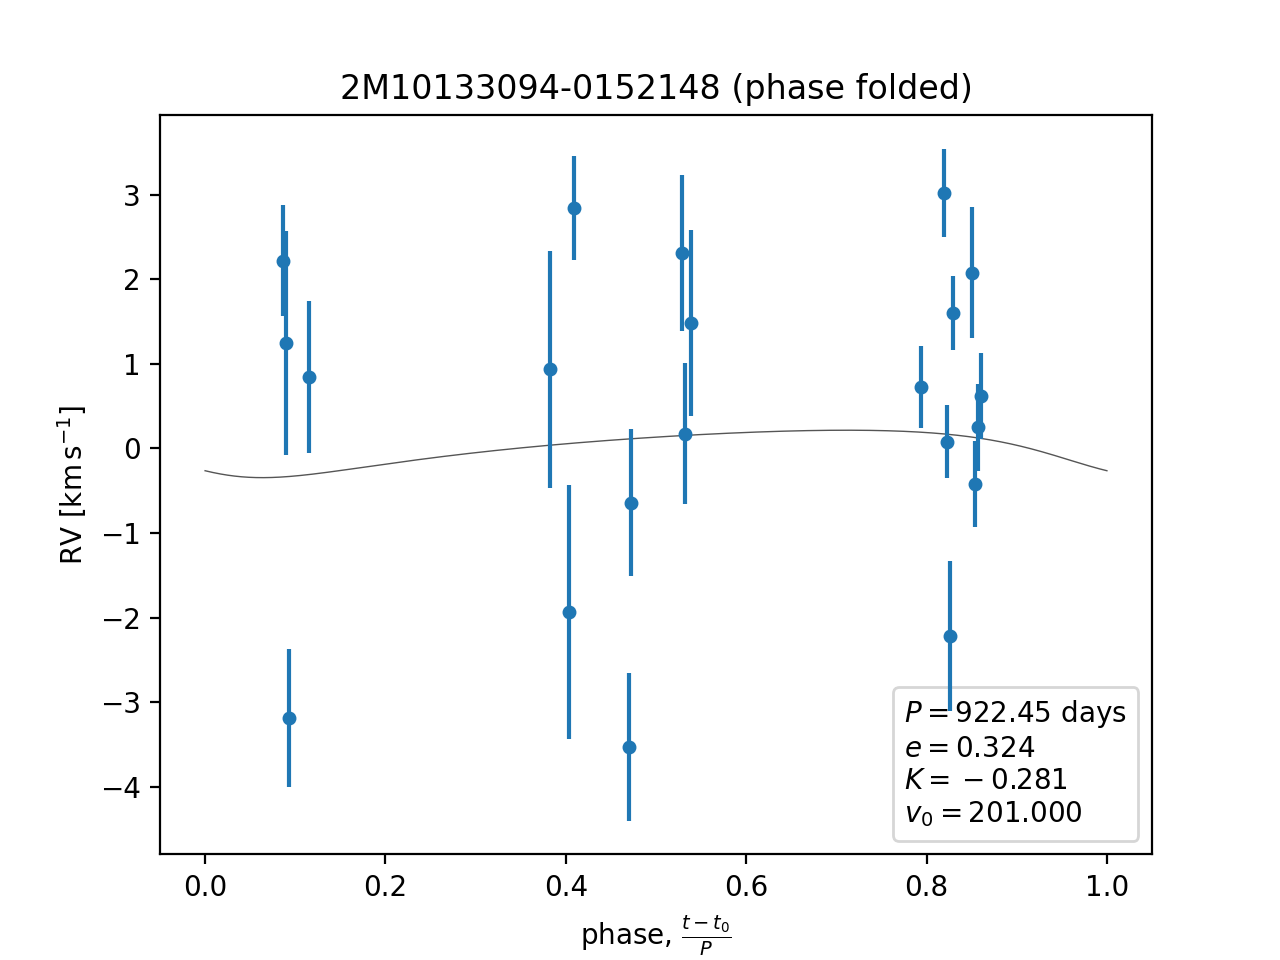 2M10133094-0152148 (phase folded)
RV [km s⁻¹]
3
2
1
0
−1
−2
−3
−4
P = 922.45 days
e = 0.324
K = −0.281
v₀ = 201.000
0.0 0.2 0.4 0.6 0.8 1.0
phase, (t − t₀)/P